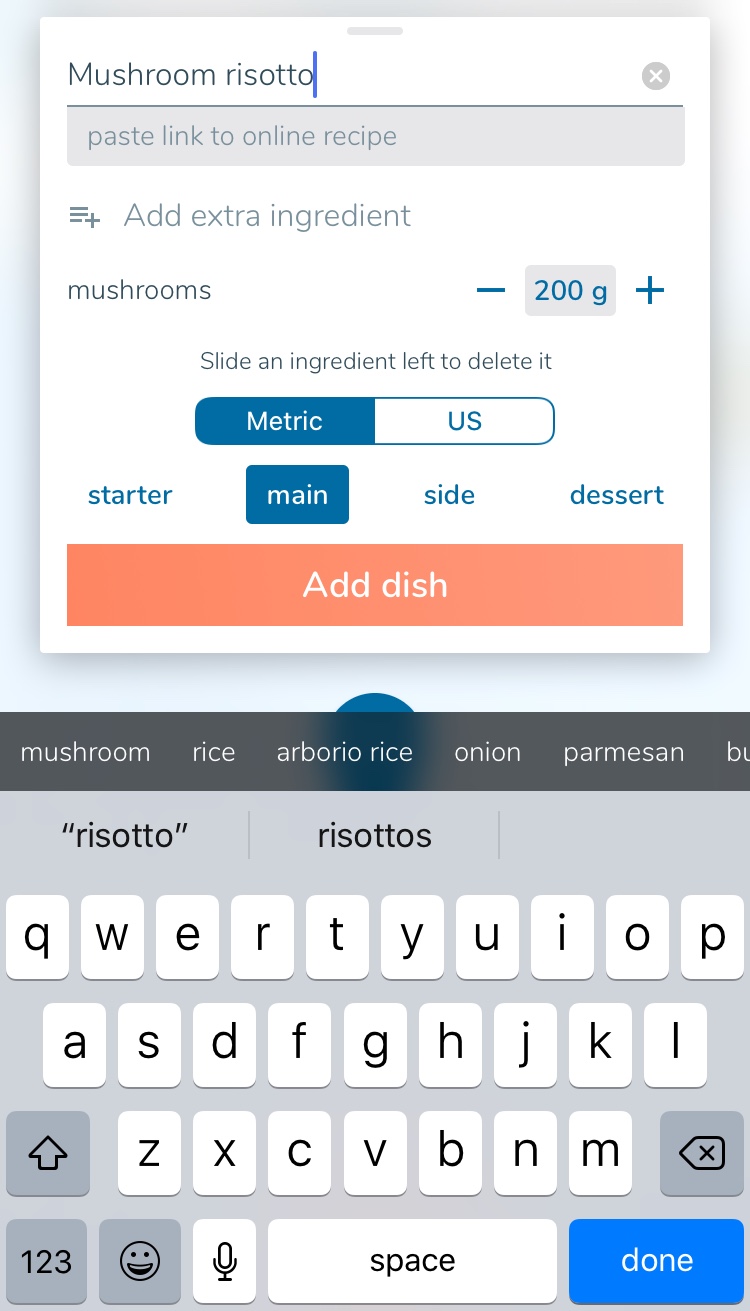 Mushroom risotto
paste link to online recipe
Add extra ingredient
mushrooms 200 g
Slide an ingredient left to delete it
Metric US
starter main side dessert
Add dish
mushroom rice arborio rice onion parmesan bu
“risotto” risottos
q w e r t y u i o p
a s d f g h j k l
z x c v b n m
123 space done